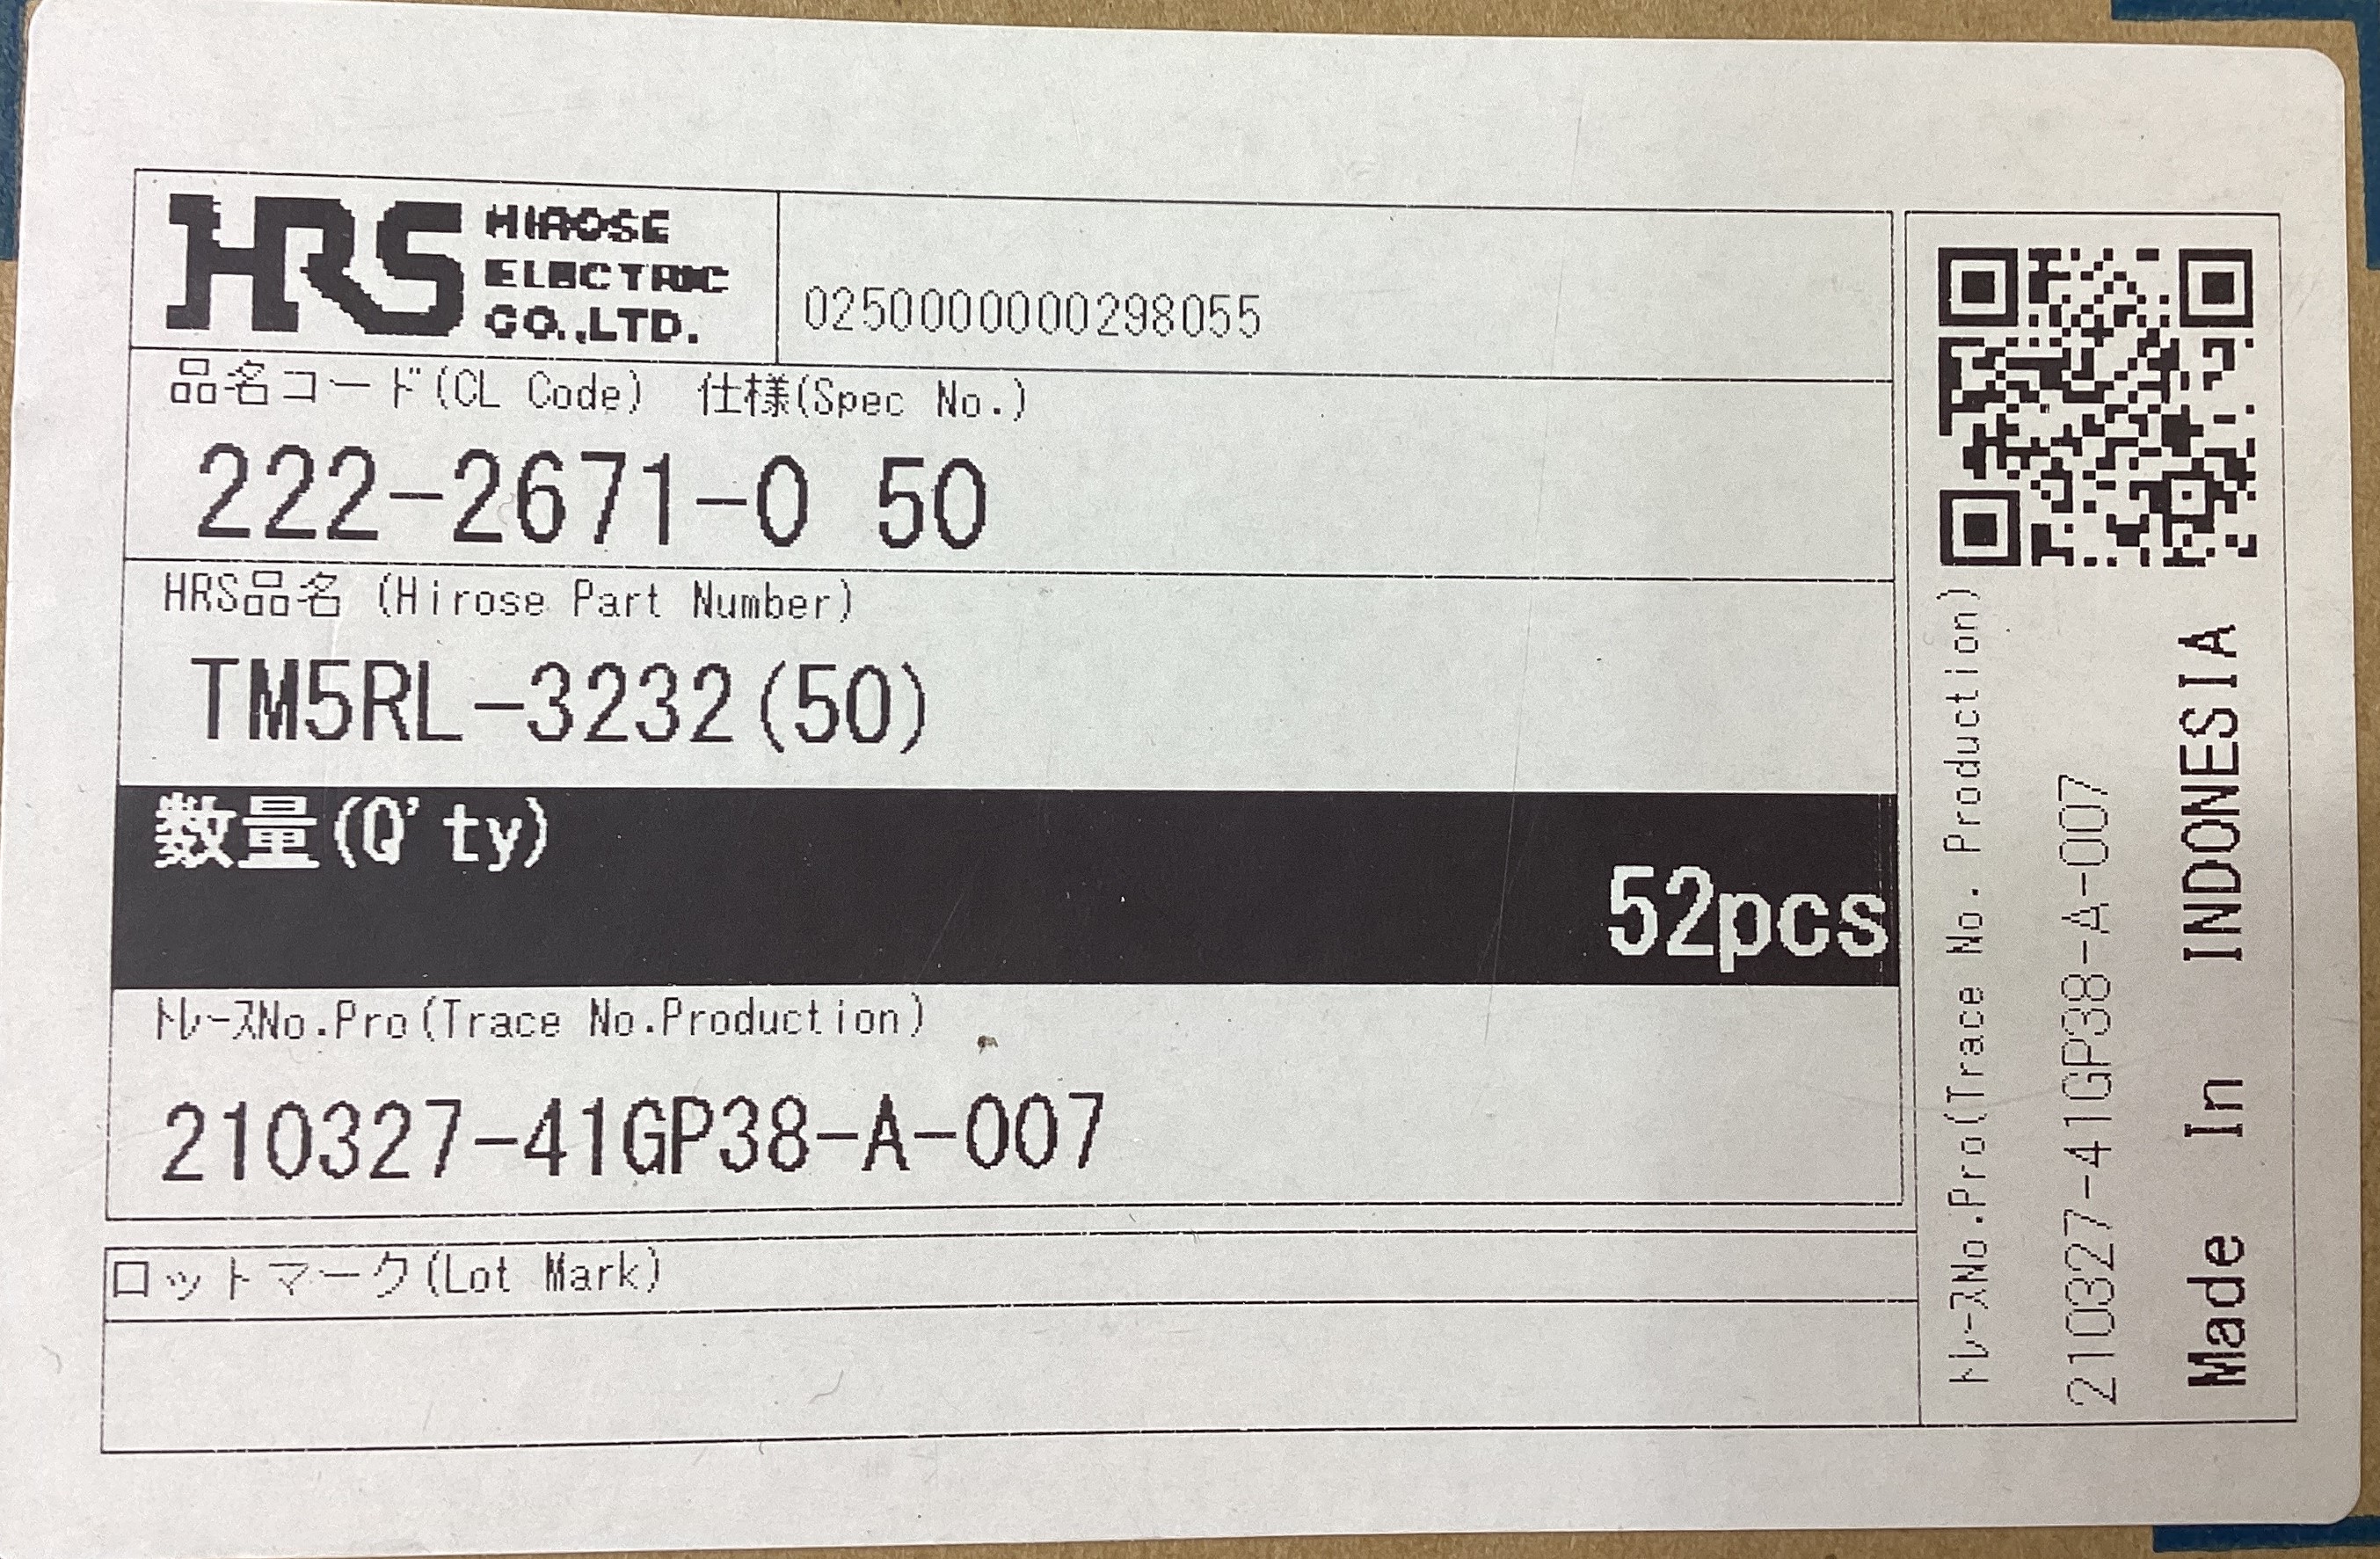 HRS HIROSE
ELECTRIC
CO.,LTD.
0250000000298055
品名コード(CL Code) 仕様(Spec No.)
222-2671-0 50
HRS品名 (Hirose Part Number)
TM5RL-3232(50)
数量(Q'ty)
52pcs
トレースNo.Pro(Trace No.Production)
210327-41GP38-A-007
ロットマーク(Lot Mark)
トレースNo.Pro(Trace No. Production)
210327-41GP38-A-007
Made In INDONESIA